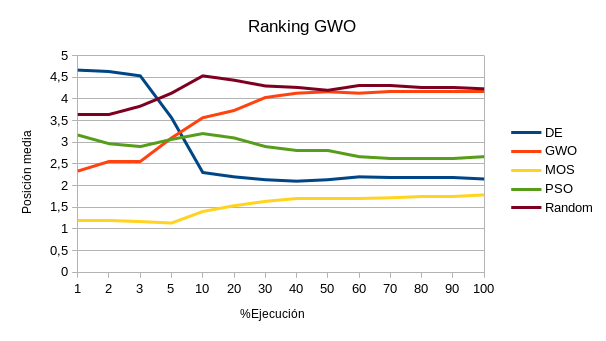 Ranking GWO
5
4,5
4
3,5
3
2,5
2
1,5
1
0,5
0
Posición media
1 2 3 5 10 20 30 40 50 60 70 80 90 100
%Ejecución
DE
GWO
MOS
PSO
Random